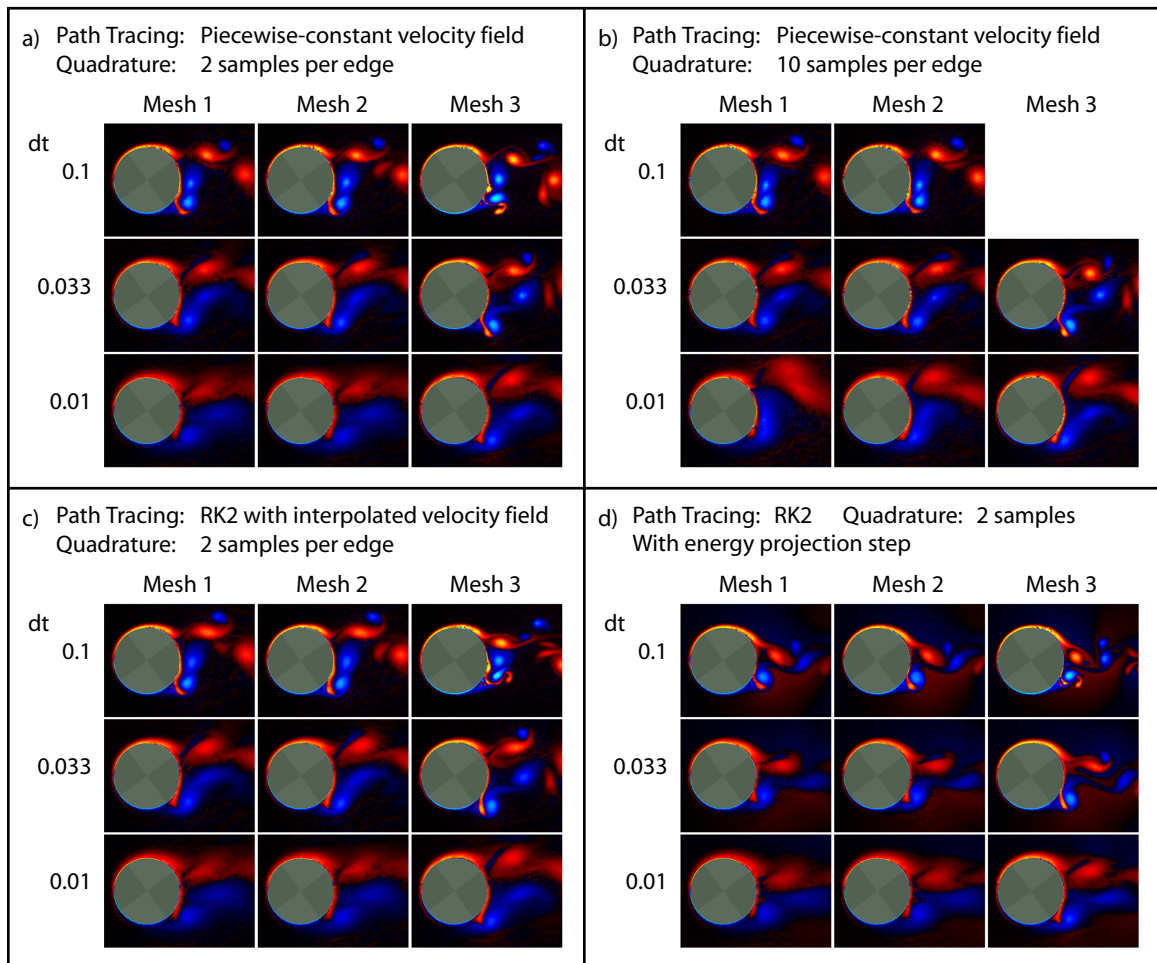 a) Path Tracing: Piecewise-constant velocity field
Quadrature: 2 samples per edge
Mesh 1 Mesh 2 Mesh 3
dt
0.1
0.033
0.01
b) Path Tracing: Piecewise-constant velocity field
Quadrature: 10 samples per edge
Mesh 1 Mesh 2 Mesh 3
dt
0.1
0.033
0.01
c) Path Tracing: RK2 with interpolated velocity field
Quadrature: 2 samples per edge
Mesh 1 Mesh 2 Mesh 3
dt
0.1
0.033
0.01
d) Path Tracing: RK2 Quadrature: 2 samples
With energy projection step
Mesh 1 Mesh 2 Mesh 3
dt
0.1
0.033
0.01